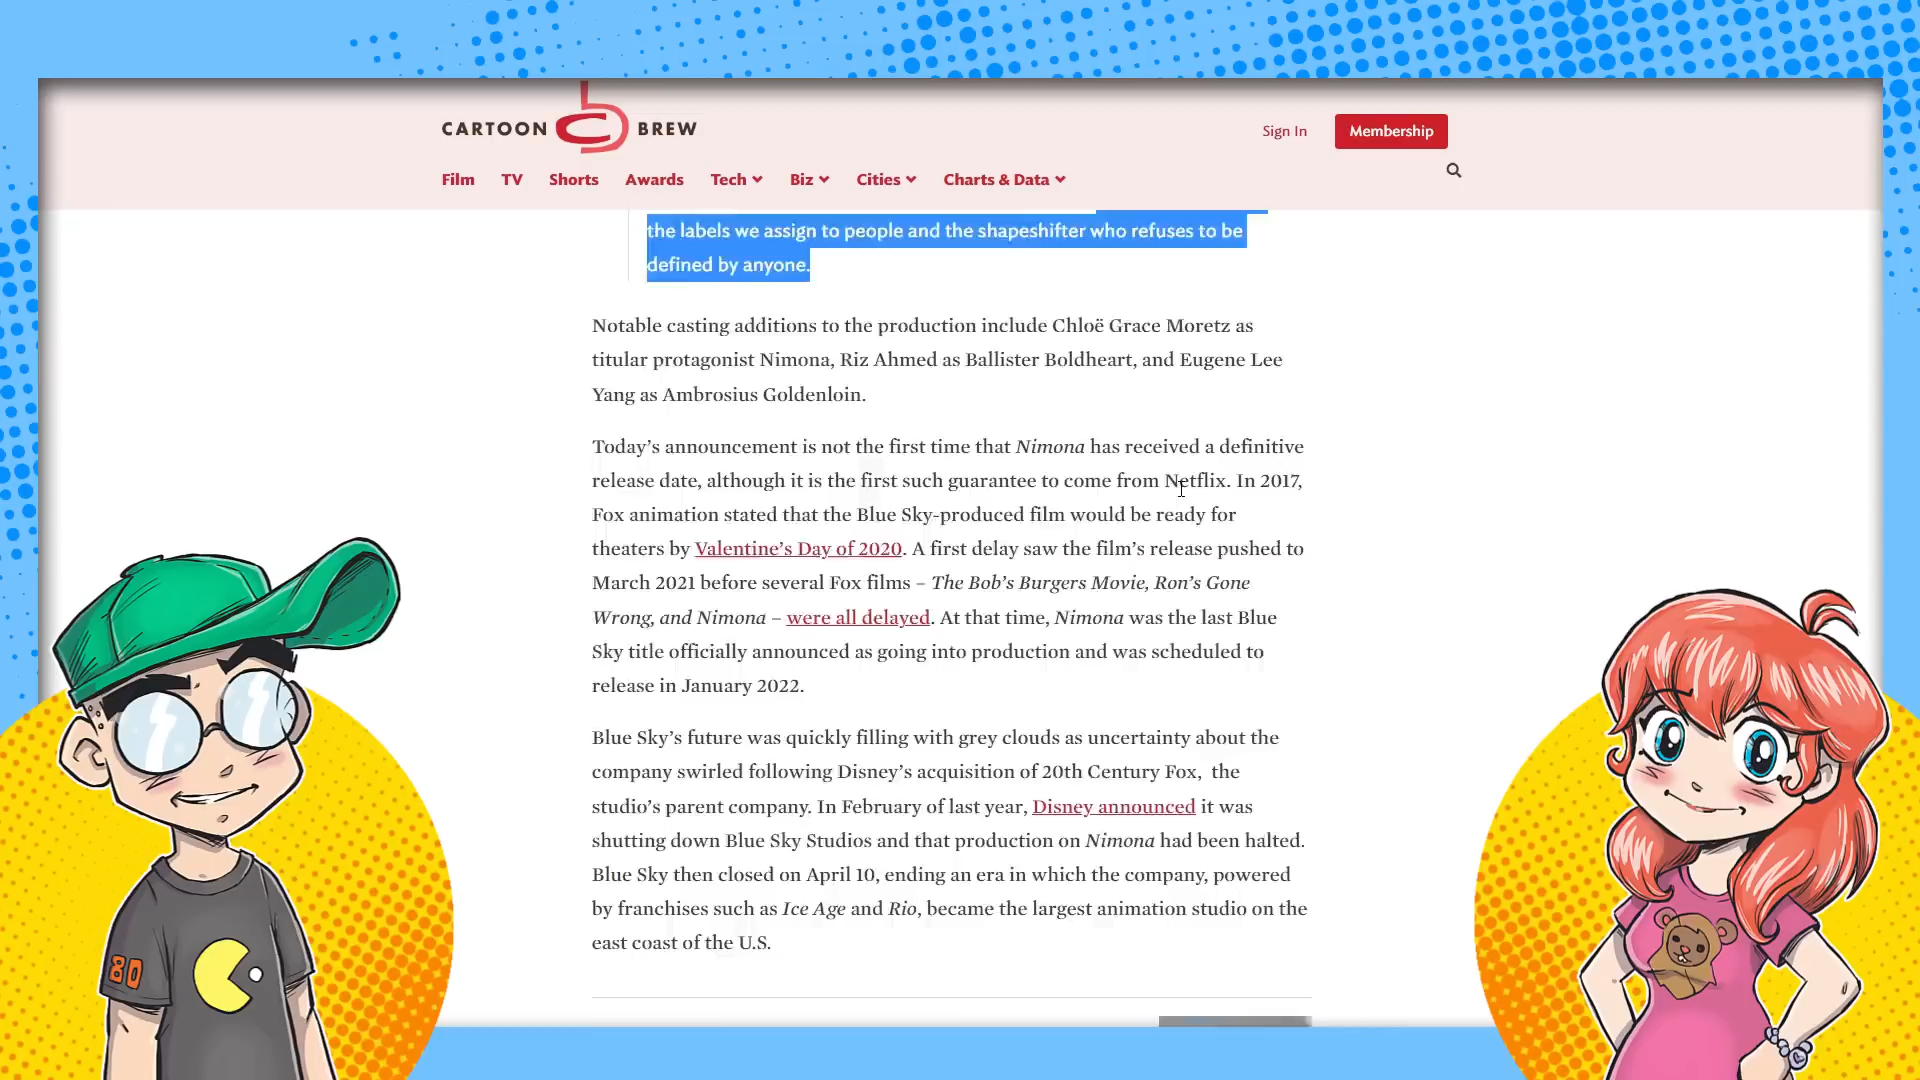 CARTOON BREW
Sign In
Membership
Film TV Shorts Awards Tech Biz Cities Charts & Data
the labels we assign to people and the shapeshifter who refuses to be
defined by anyone.
Notable casting additions to the production include Chloë Grace Moretz as
titular protagonist Nimona, Riz Ahmed as Ballister Boldheart, and Eugene Lee
Yang as Ambrosius Goldenloin.
Today’s announcement is not the first time that Nimona has received a definitive
release date, although it is the first such guarantee to come from Netflix. In 2017,
Fox animation stated that the Blue Sky-produced film would be ready for
theaters by Valentine’s Day of 2020. A first delay saw the film’s release pushed to
March 2021 before several Fox films – The Bob’s Burgers Movie, Ron’s Gone
Wrong, and Nimona – were all delayed. At that time, Nimona was the last Blue
Sky title officially announced as going into production and was scheduled to
release in January 2022.
Blue Sky’s future was quickly filling with grey clouds as uncertainty about the
company swirled following Disney’s acquisition of 20th Century Fox, the
studio’s parent company. In February of last year, Disney announced it was
shutting down Blue Sky Studios and that production on Nimona had been halted.
Blue Sky then closed on April 10, ending an era in which the company, powered
by franchises such as Ice Age and Rio, became the largest animation studio on the
east coast of the U.S.
80